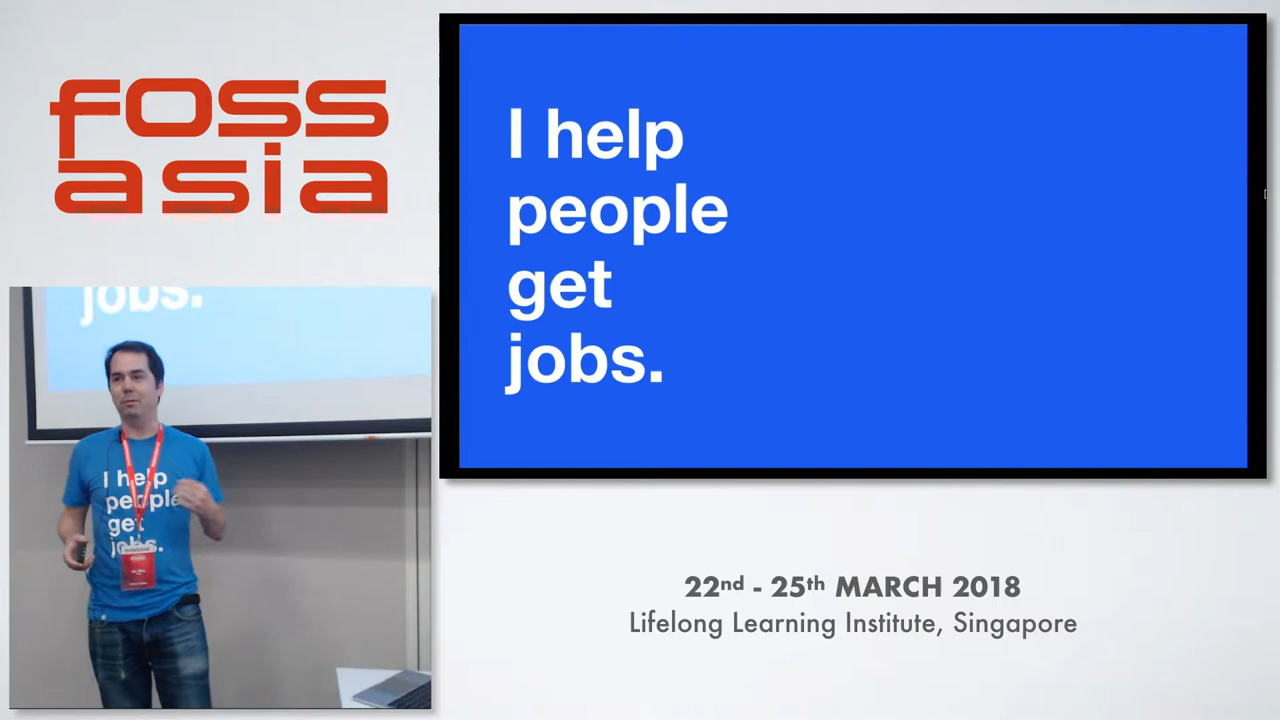 foss
asia
I help
people
get
jobs.
jobs.
I help
people
get
jobs.
22nd - 25th MARCH 2018
Lifelong Learning Institute, Singapore